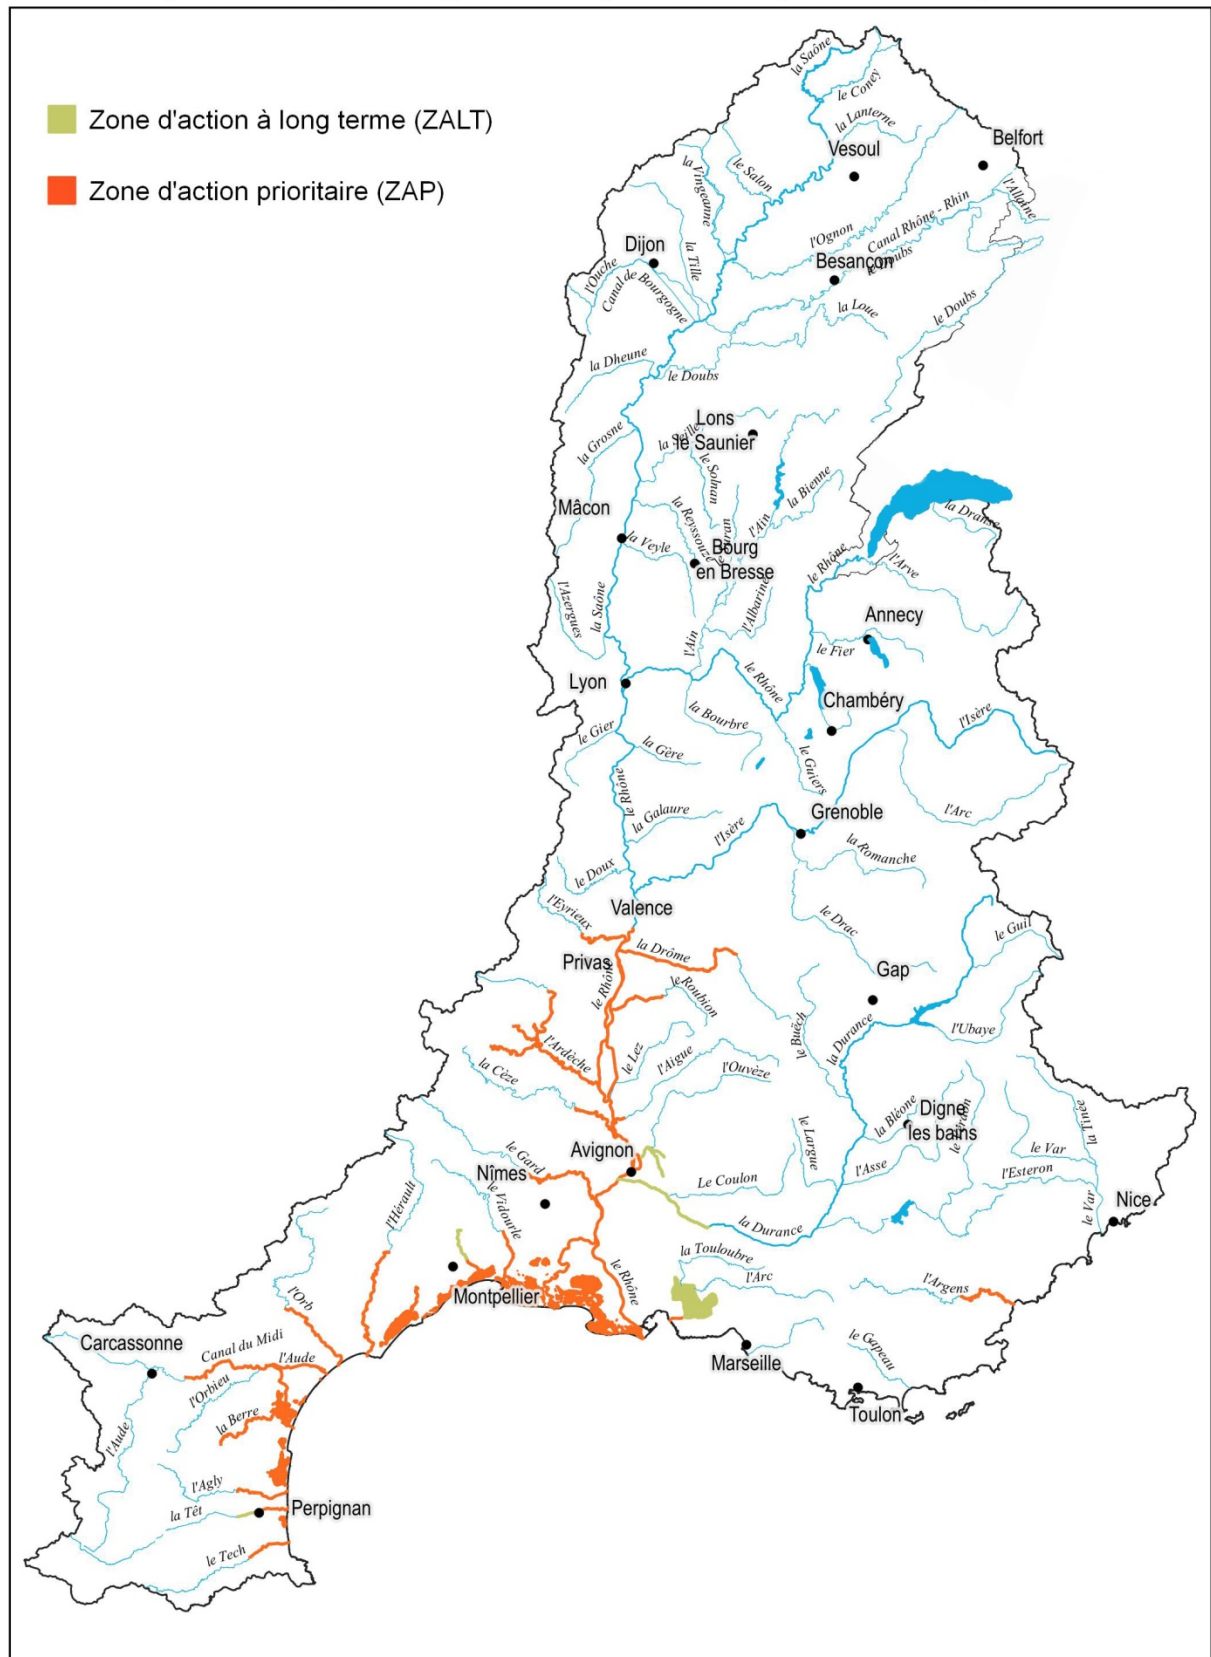 Zone d'action à long terme (ZALT)
Zone d'action prioritaire (ZAP)
la Saône
le Coney
la Lanterne
Vesoul
Belfort
l'Allaine
le Salon
la Vingeanne
Canal Rhône - Rhin
l'Ognon
Dijon
la Tille
Besançon
le Doubs
l'Ouche
Canal de Bourgogne
la Loue
le Doubs
la Dheune
le Doubs
Lons
le Saunier
la Seille
la Grosne
le Solnan
la Bienne
Mâcon
la Reyssouze
l'Ain
la Dranse
la Veyle
Bourg
en Bresse
le Rhône
l'Arve
l'Azergues
la Saône
l'Albarine
Annecy
l'Ain
le Fier
Lyon
le Rhône
Chambéry
la Bourbre
l'Isère
le Gier
la Gère
le Guiers
le Rhône
la Galaure
l'Isère
Grenoble
l'Arc
la Romanche
le Doux
Valence
l'Eyrieux
le Drac
le Guil
la Drôme
Privas
le Rhône
Gap
le Roubion
le Buëch
la Durance
l'Ubaye
l'Ardèche
le Lez
l'Aigue
l'Ouvèze
la Cèze
la Bléone
Digne
les bains
le Verdon
la Tinée
le Largue
le Var
Avignon
le Gard
Nîmes
Le Coulon
l'Asse
l'Esteron
le Vidourle
l'Hérault
la Durance
le Var
Nice
la Touloubre
l'Arc
le Rhône
l'Argens
Montpellier
l'Orb
Carcassonne
Canal du Midi
l'Aude
Marseille
le Gapeau
Toulon
l'Orbieu
la Berre
l'Aude
l'Agly
la Têt
Perpignan
le Tech